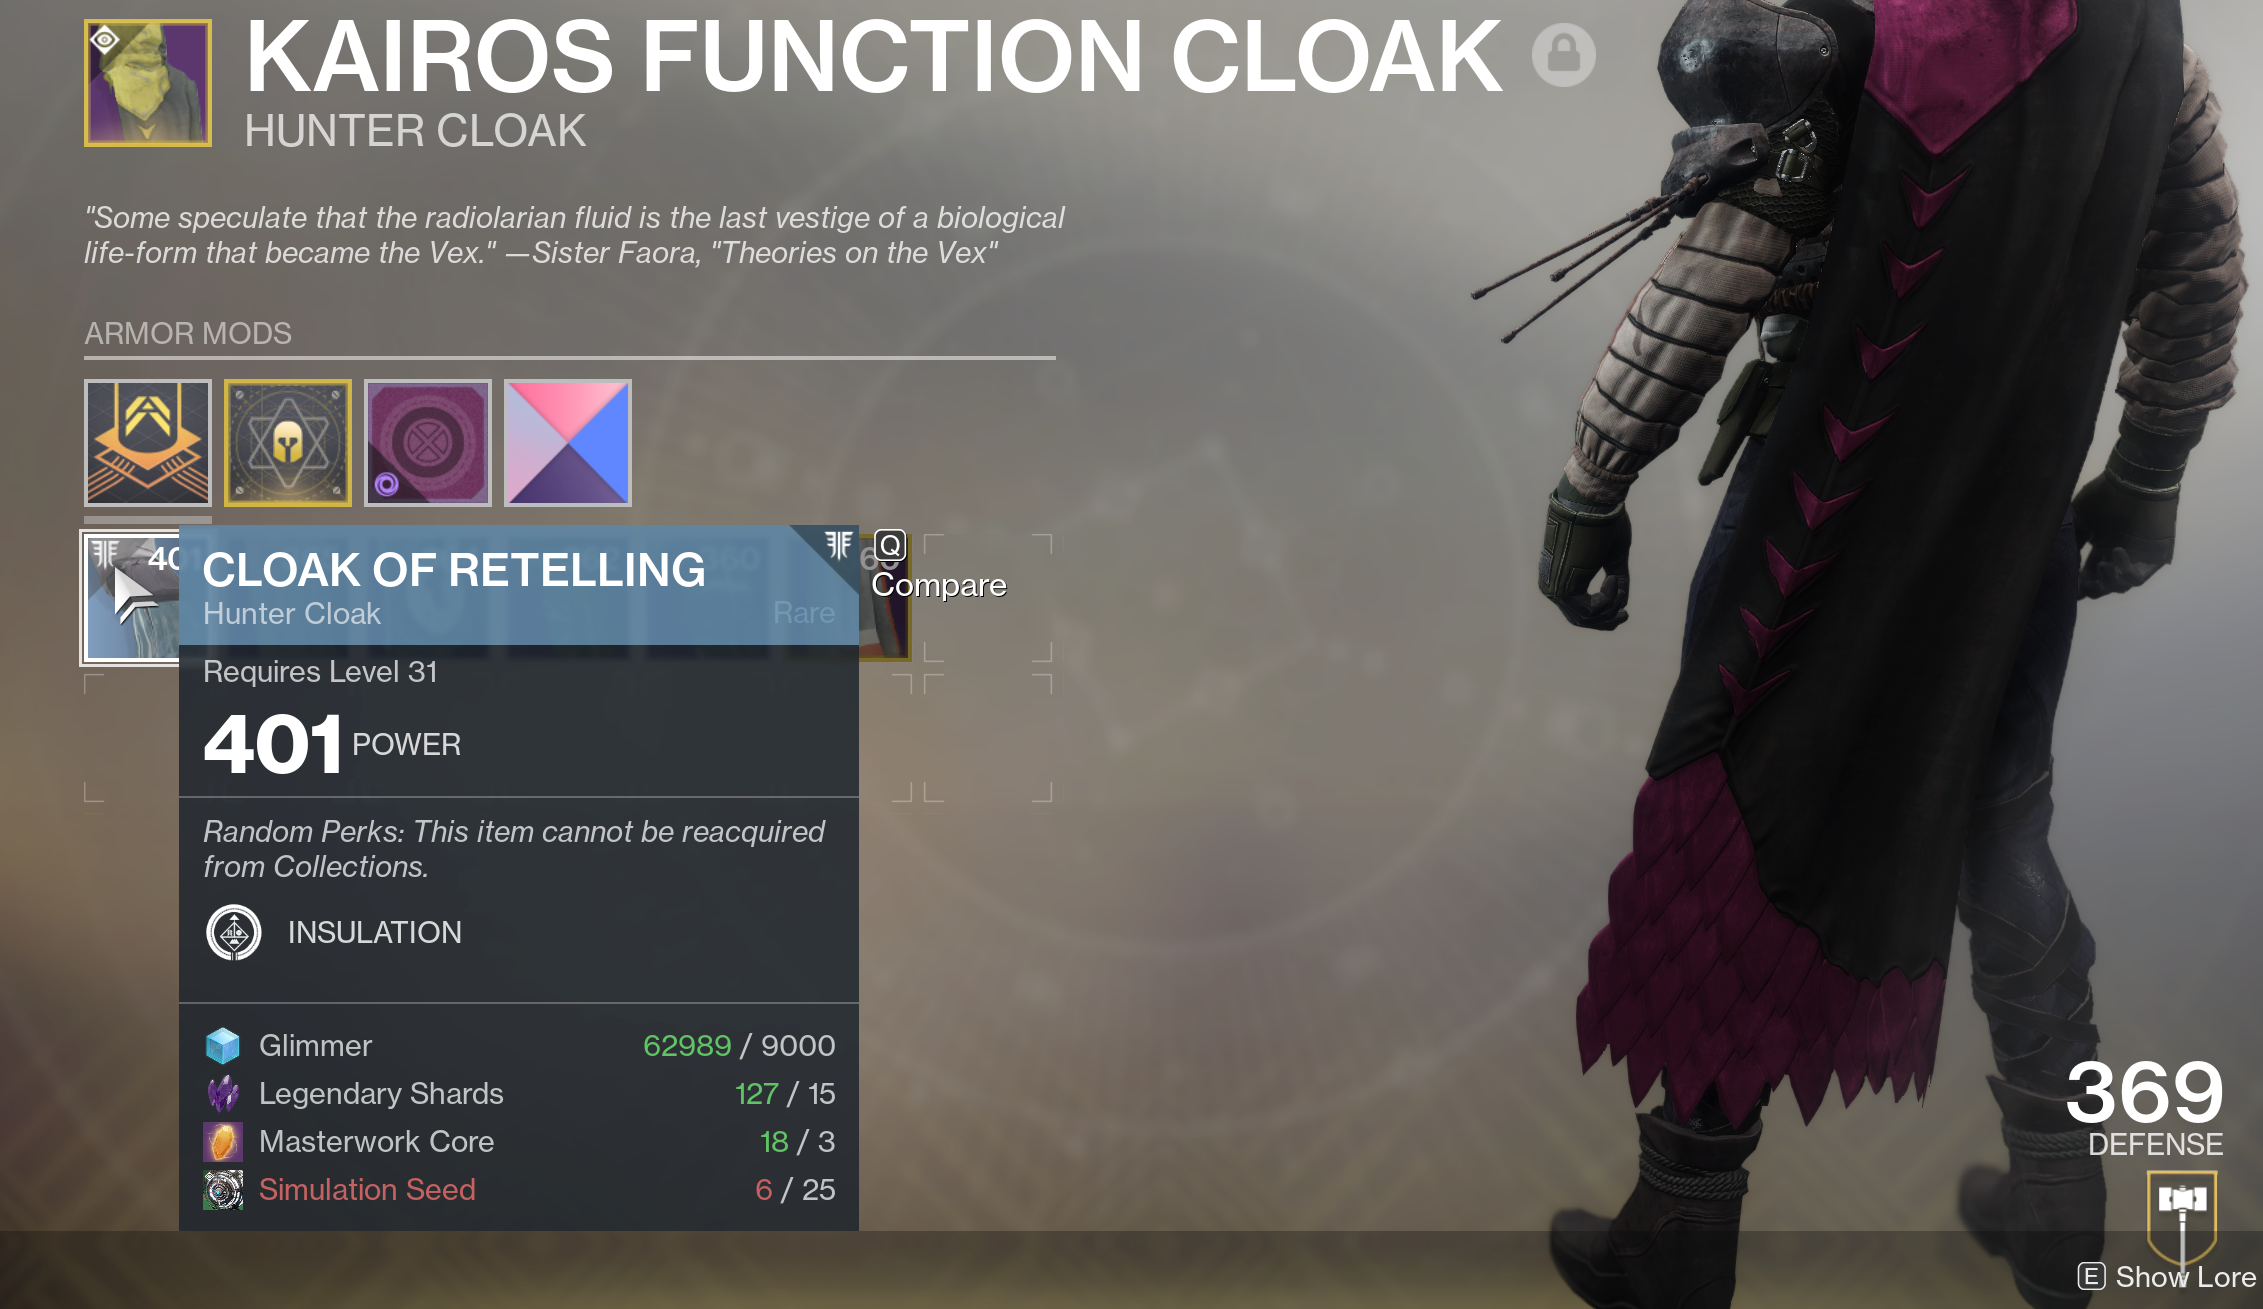 KAIROS FUNCTION CLOAK
HUNTER CLOAK
"Some speculate that the radiolarian fluid is the last vestige of a biological
life-form that became the Vex." —Sister Faora, "Theories on the Vex"
ARMOR MODS
CLOAK OF RETELLING
Hunter Cloak
Rare
Q
Compare
Requires Level 31
401 POWER
Random Perks: This item cannot be reacquired
from Collections.
INSULATION
Glimmer 62989 / 9000
Legendary Shards 127 / 15
Masterwork Core 18 / 3
Simulation Seed 6 / 25
369
DEFENSE
E Show Lore